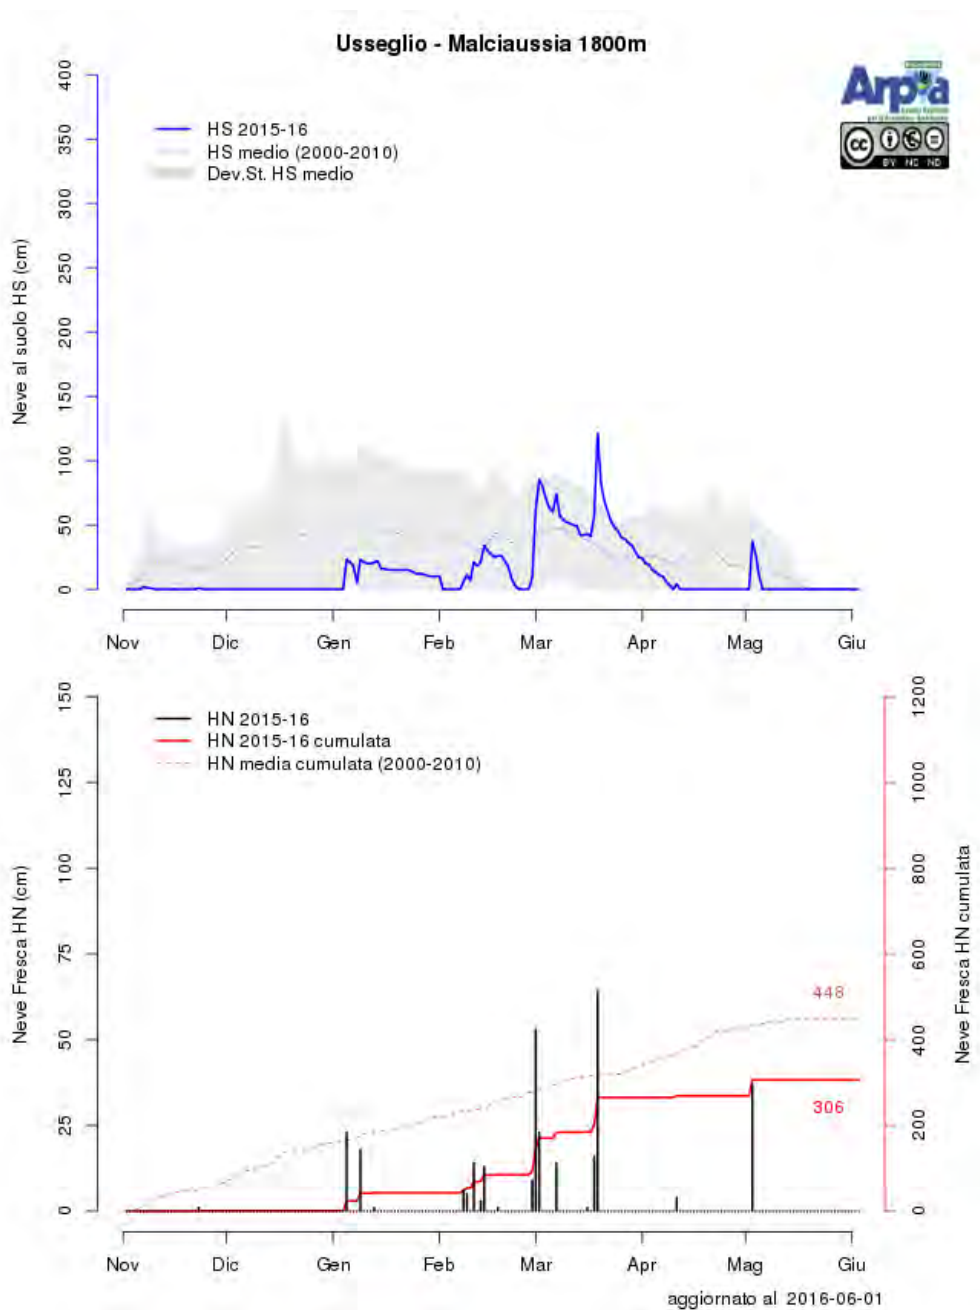 Usseglio - Malciaussia 1800m
Arpa
cc
BY NC ND
HS 2015-16
HS medio (2000-2010)
Dev.St. HS medio
Neve al suolo HS (cm)
400
350
300
250
200
150
100
50
0
Nov Dic Gen Feb Mar Apr Mag Giu
HN 2015-16
HN 2015-16 cumulata
HN media cumulata (2000-2010)
Neve Fresca HN (cm)
150
125
100
75
50
25
0
1200
1000
800
600
400
200
0
Neve Fresca HN cumulata
448
306
Nov Dic Gen Feb Mar Apr Mag Giu
aggiornato al 2016-06-01